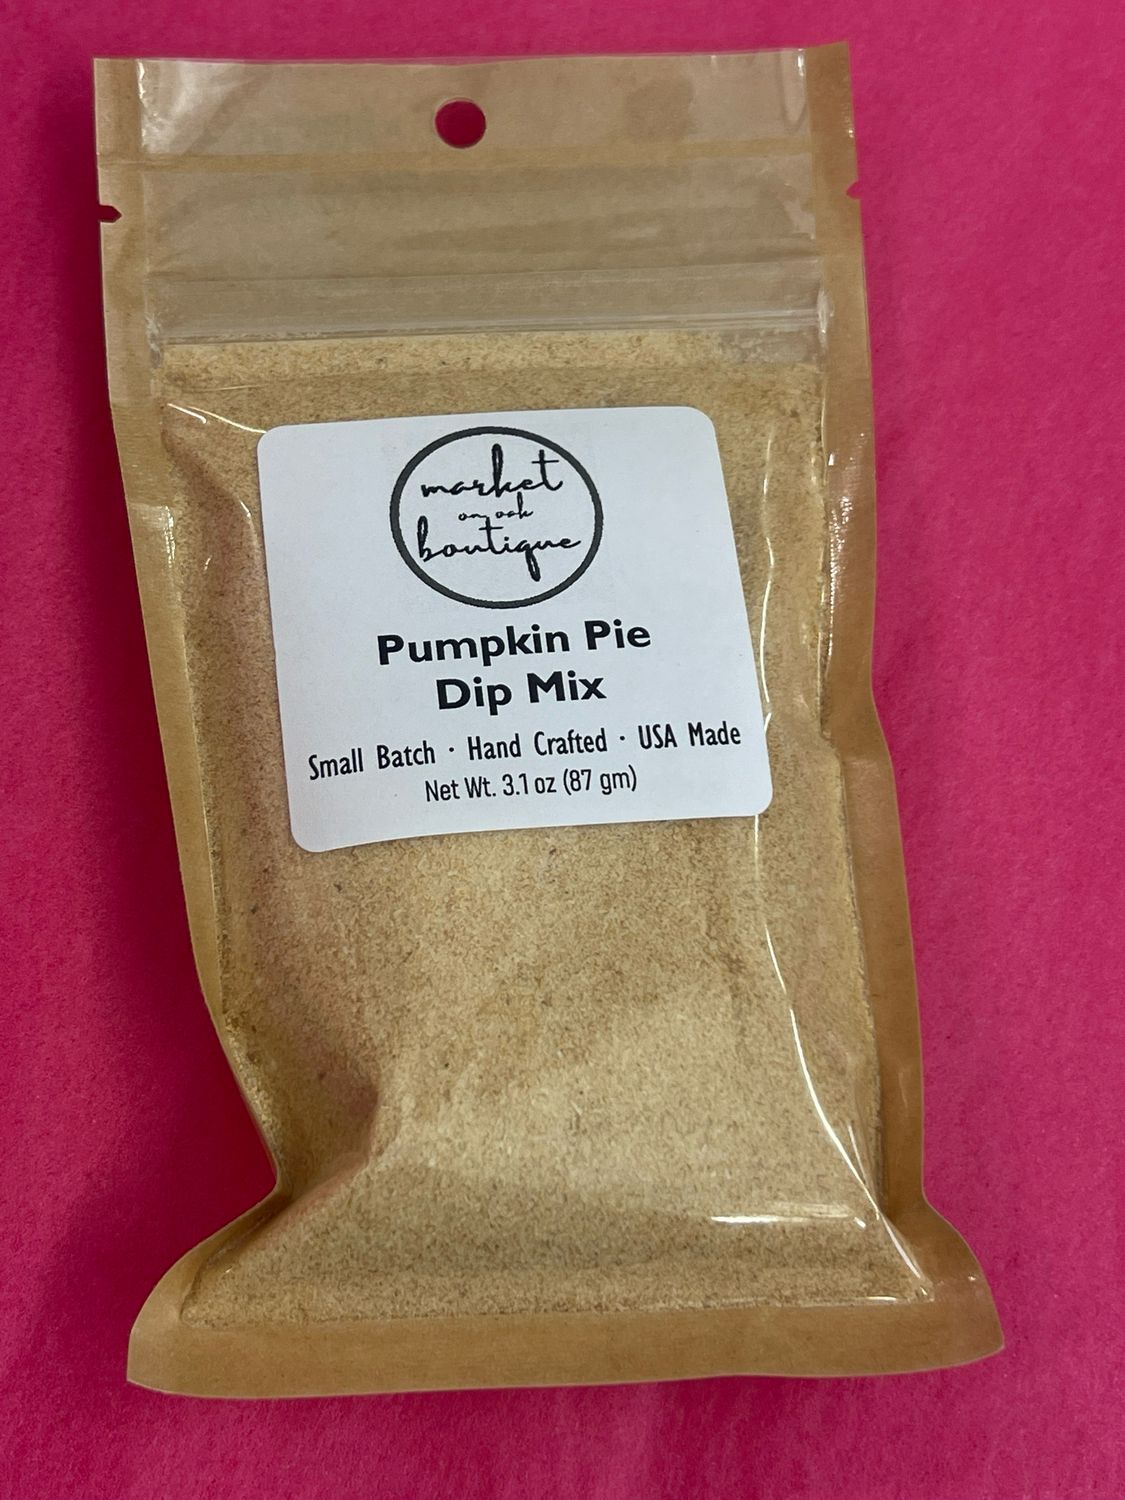 market
on oak
boutique
Pumpkin Pie
Dip Mix
Small Batch · Hand Crafted · USA Made
Net Wt. 3.1 oz (87 gm)